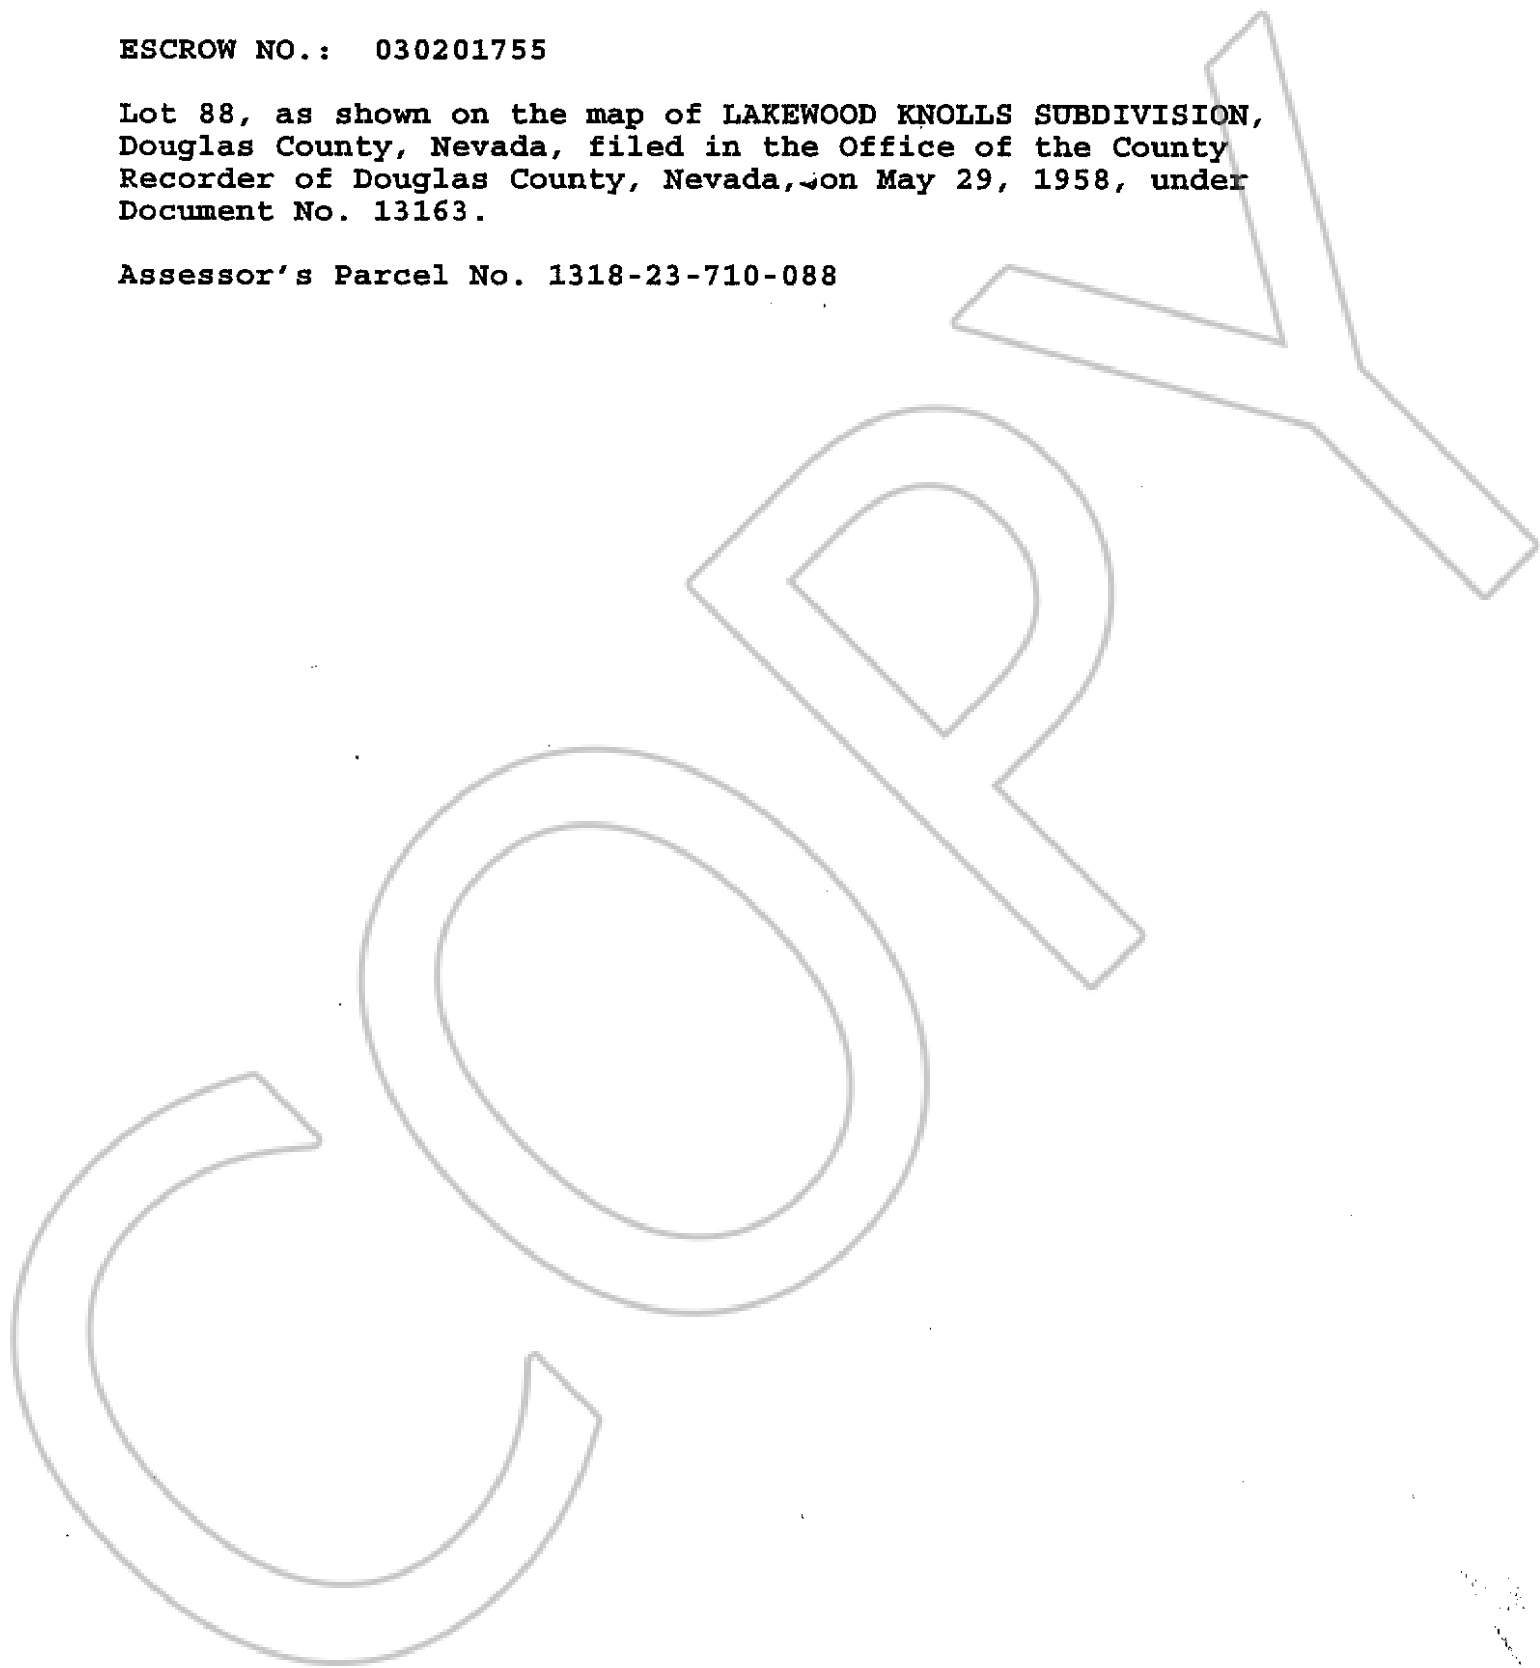 ESCROW NO.: 030201755
Lot 88, as shown on the map of LAKEWOOD KNOLLS SUBDIVISION,
Douglas County, Nevada, filed in the Office of the County
Recorder of Douglas County, Nevada, on May 29, 1958, under
Document No. 13163.
Assessor's Parcel No. 1318-23-710-088
COPY